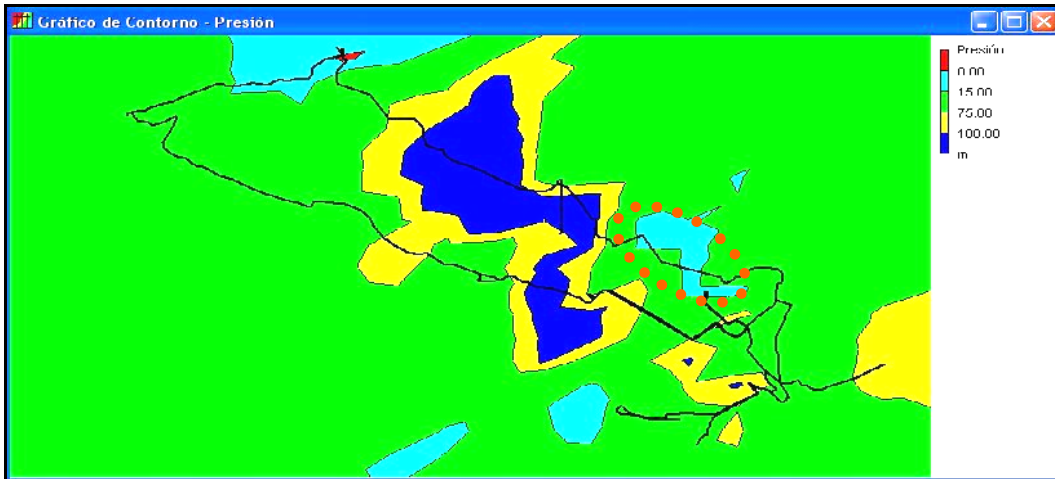 Gráfico de Contorno - Presión
Presión
0.00
15.00
75.00
100.00
m